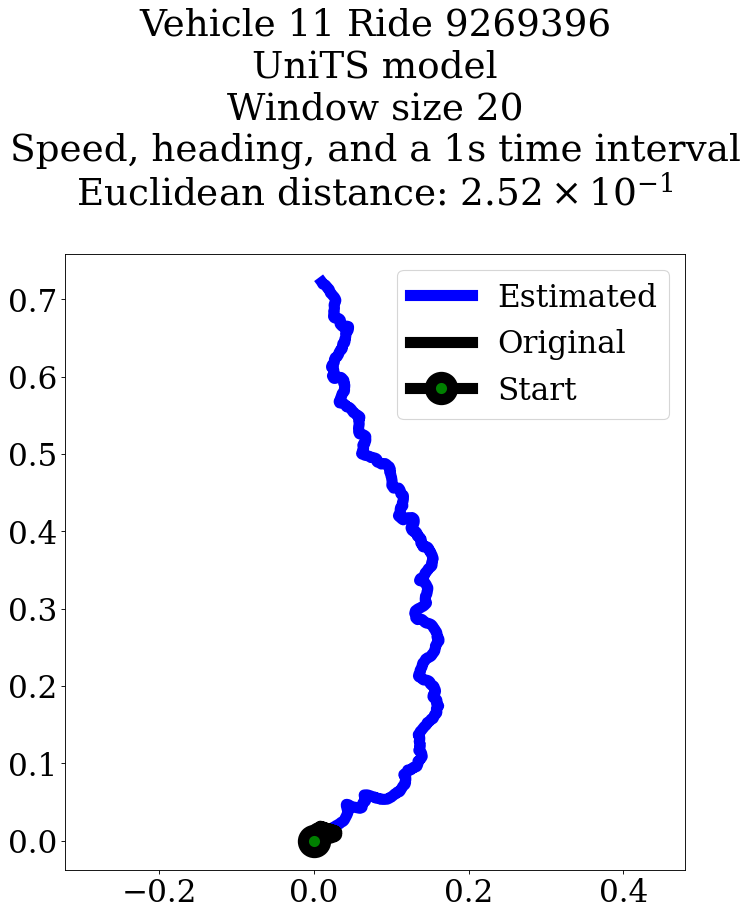 Vehicle 11 Ride 9269396
UniTS model
Window size 20
Speed, heading, and a 1s time interval
Euclidean distance: 2.52 × 10⁻¹
Estimated
Original
Start
0.7
0.6
0.5
0.4
0.3
0.2
0.1
0.0
−0.2 0.0 0.2 0.4